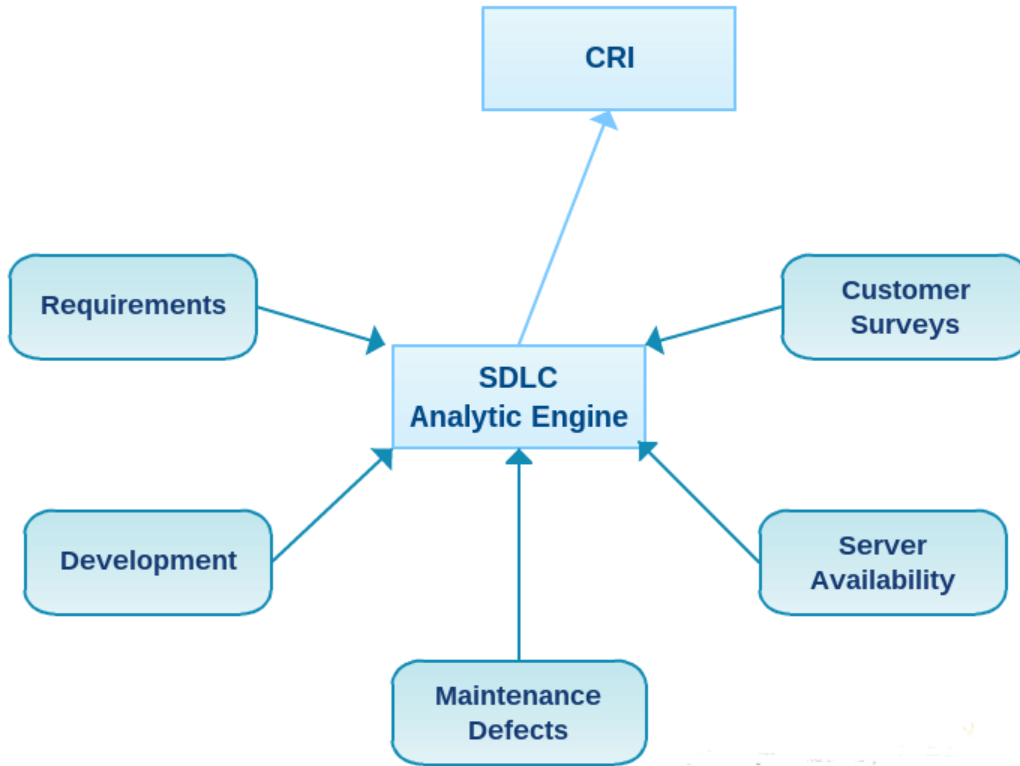 CRI
Requirements
Customer
Surveys
SDLC
Analytic Engine
Development
Server
Availability
Maintenance
Defects